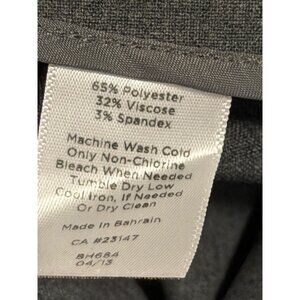 65% Polyester
32% Viscose
3% Spandex
Machine Wash Cold
Only Non-Chlorine
Bleach When Needed
Tumble Dry Low
Cool Iron, If Needed
Or Dry Clean
Made in Bahrain
CA #23147
BH684
04/13